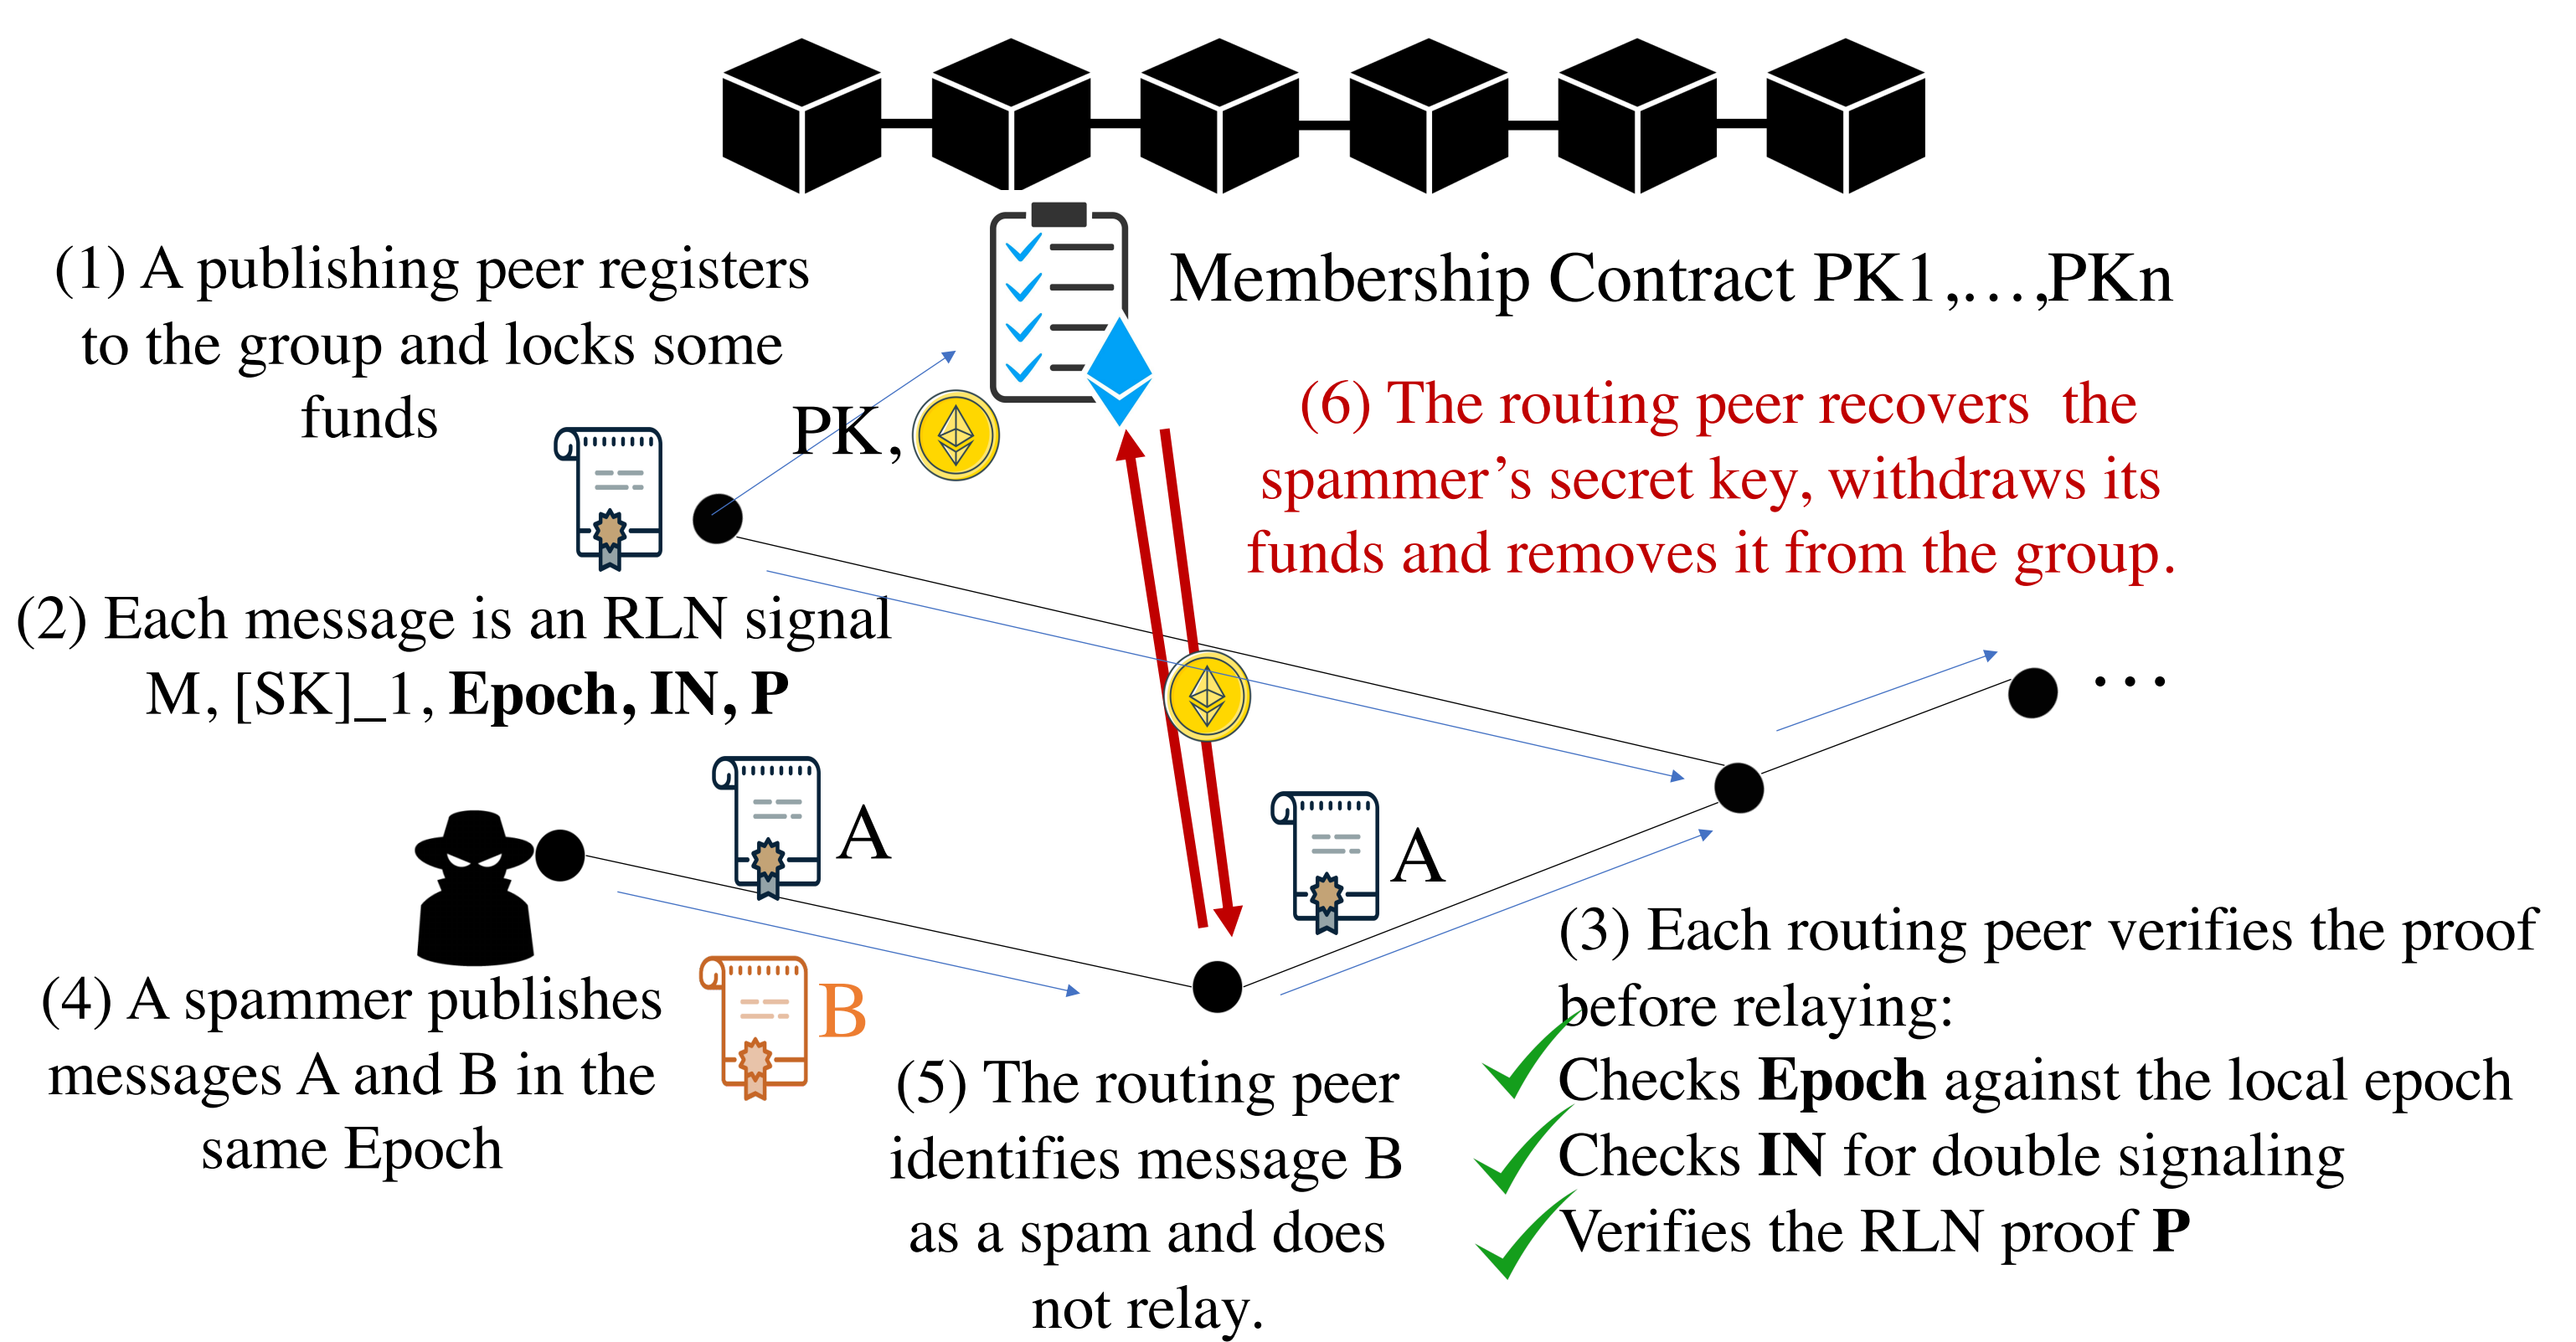 (1) A publishing peer registers
to the group and locks some
funds
PK,
Membership Contract PK1,...,PKn
(6) The routing peer recovers  the
spammer’s secret key, withdraws its
funds and removes it from the group.
(2) Each message is an RLN signal
M, [SK]_1, Epoch, IN, P
...
A
A
B
(4) A spammer publishes
messages A and B in the
same Epoch
(5) The routing peer
identifies message B
as a spam and does
not relay.
(3) Each routing peer verifies the proof
before relaying:
Checks Epoch against the local epoch
Checks IN for double signaling
Verifies the RLN proof P